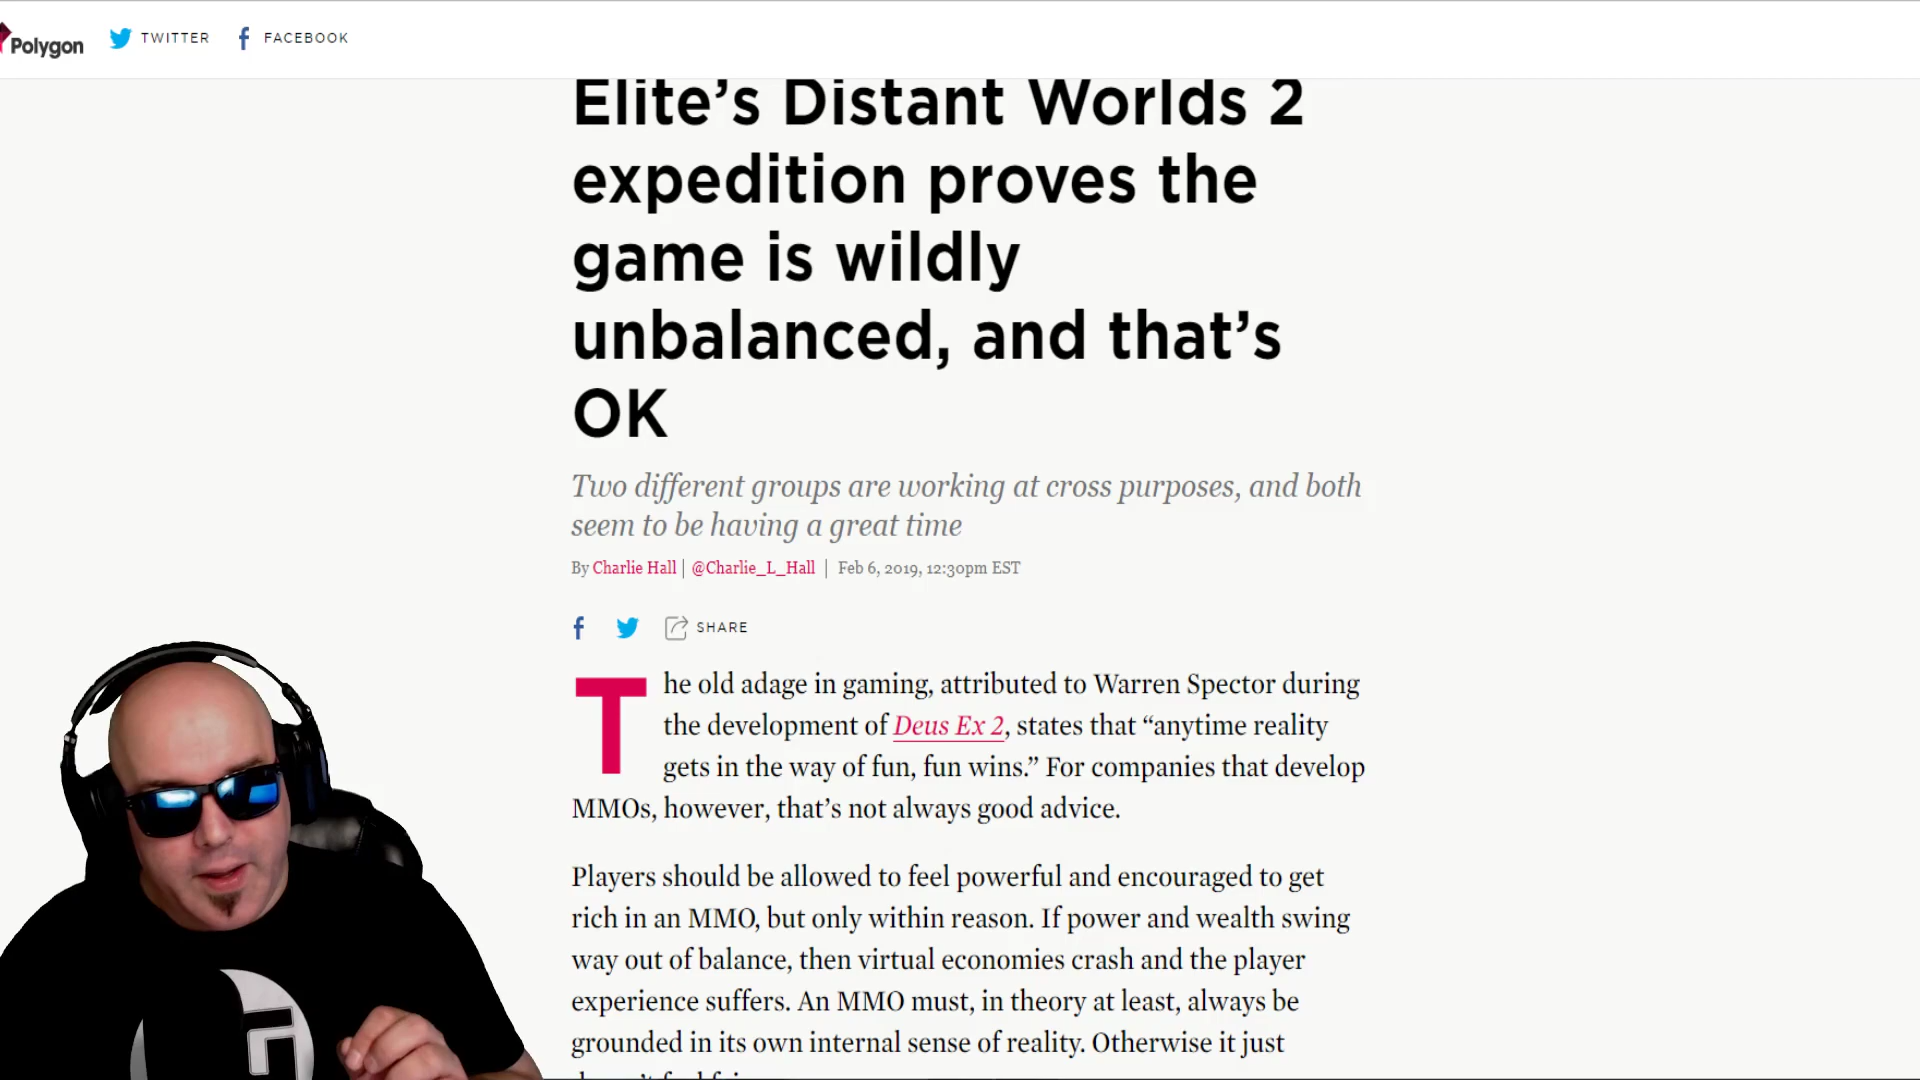 Polygon TWITTER FACEBOOK
Elite’s Distant Worlds 2
expedition proves the
game is wildly
unbalanced, and that’s
OK
Two different groups are working at cross purposes, and both
seem to be having a great time
By Charlie Hall | @Charlie_L_Hall | Feb 6, 2019, 12:30pm EST
SHARE
The old adage in gaming, attributed to Warren Spector during
the development of Deus Ex 2, states that “anytime reality
gets in the way of fun, fun wins.” For companies that develop
MMOs, however, that’s not always good advice.
Players should be allowed to feel powerful and encouraged to get
rich in an MMO, but only within reason. If power and wealth swing
way out of balance, then virtual economies crash and the player
experience suffers. An MMO must, in theory at least, always be
grounded in its own internal sense of reality. Otherwise it just